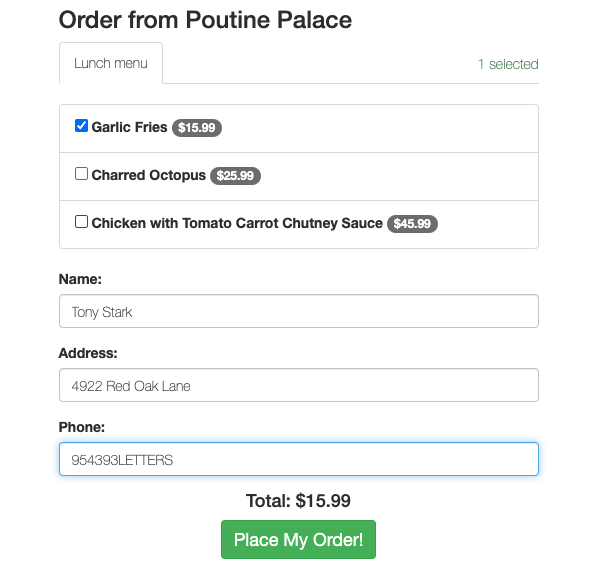 Order from Poutine Palace
Lunch menu
1 selected
Garlic Fries $15.99
Charred Octopus $25.99
Chicken with Tomato Carrot Chutney Sauce $45.99
Name:
Tony Stark
Address:
4922 Red Oak Lane
Phone:
954393LETTERS
Total: $15.99
Place My Order!